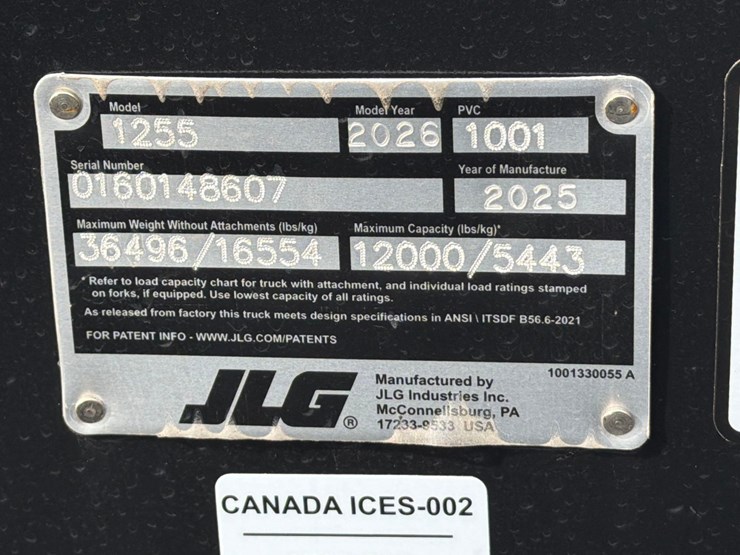 Model Model Year PVC
1255 2026 1001
Serial Number Year of Manufacture
0160148607 2025
Maximum Weight Without Attachments (lbs/kg) Maximum Capacity (lbs/kg)*
36496/16554 12000/5443
* Refer to load capacity chart for truck with attachment, and individual load ratings stamped
on forks, if equipped. Use lowest capacity of all ratings.
As released from factory this truck meets design specifications in ANSI \ ITSDF B56.6-2021
FOR PATENT INFO - WWW.JLG.COM/PATENTS
1001330055 A
JLG®
Manufactured by
JLG Industries Inc.
McConnellsburg, PA
17233-9533 USA
CANADA ICES-002